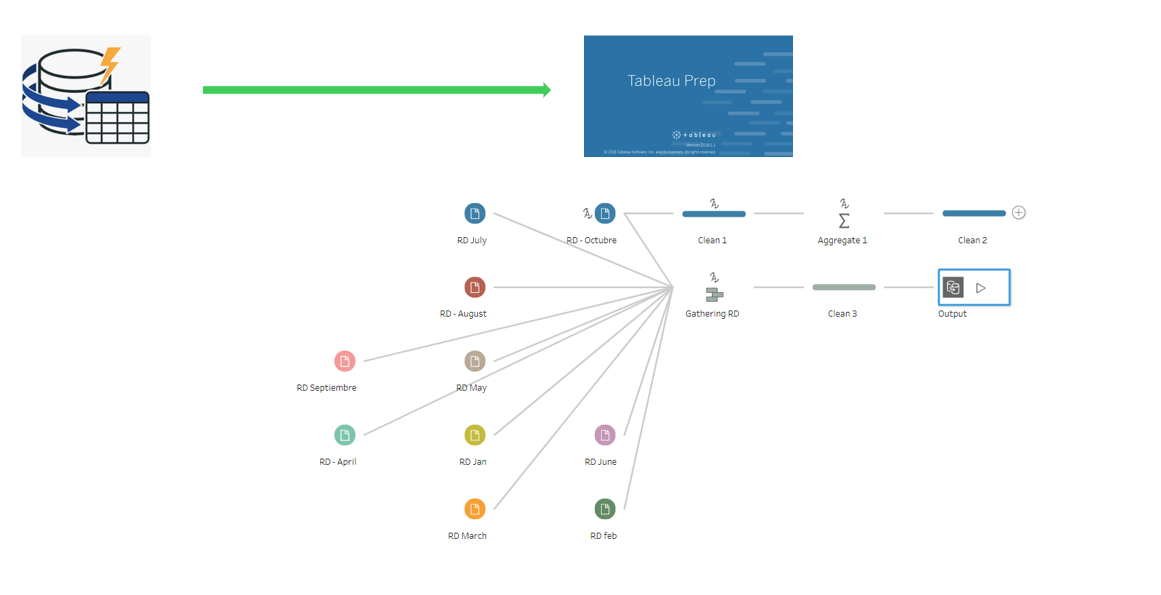 Tableau Prep
+ a b l e a u
Version 2018.1.1
© 2018 Tableau Software, Inc. and its licensors. All rights reserved.
RD July
RD - Octubre
Clean 1
Aggregate 1
Clean 2
RD - August
Gathering RD
Clean 3
Output
RD Septiembre
RD May
RD - April
RD Jan
RD June
RD March
RD feb